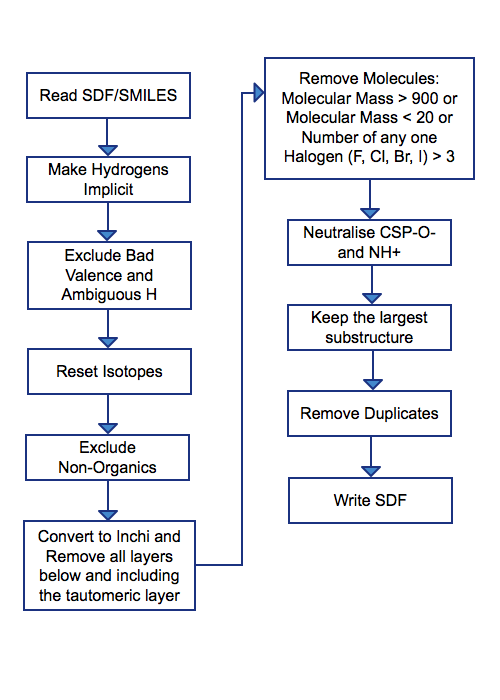 Read SDF/SMILES
Make Hydrogens
Implicit
Exclude Bad
Valence and
Ambiguous H
Reset Isotopes
Exclude
Non-Organics
Convert to Inchi and
Remove all layers
below and including
the tautomeric layer
Remove Molecules:
Molecular Mass > 900 or
Molecular Mass < 20 or
Number of any one
Halogen (F, Cl, Br, I) > 3
Neutralise CSP-O-
and NH+
Keep the largest
substructure
Remove Duplicates
Write SDF